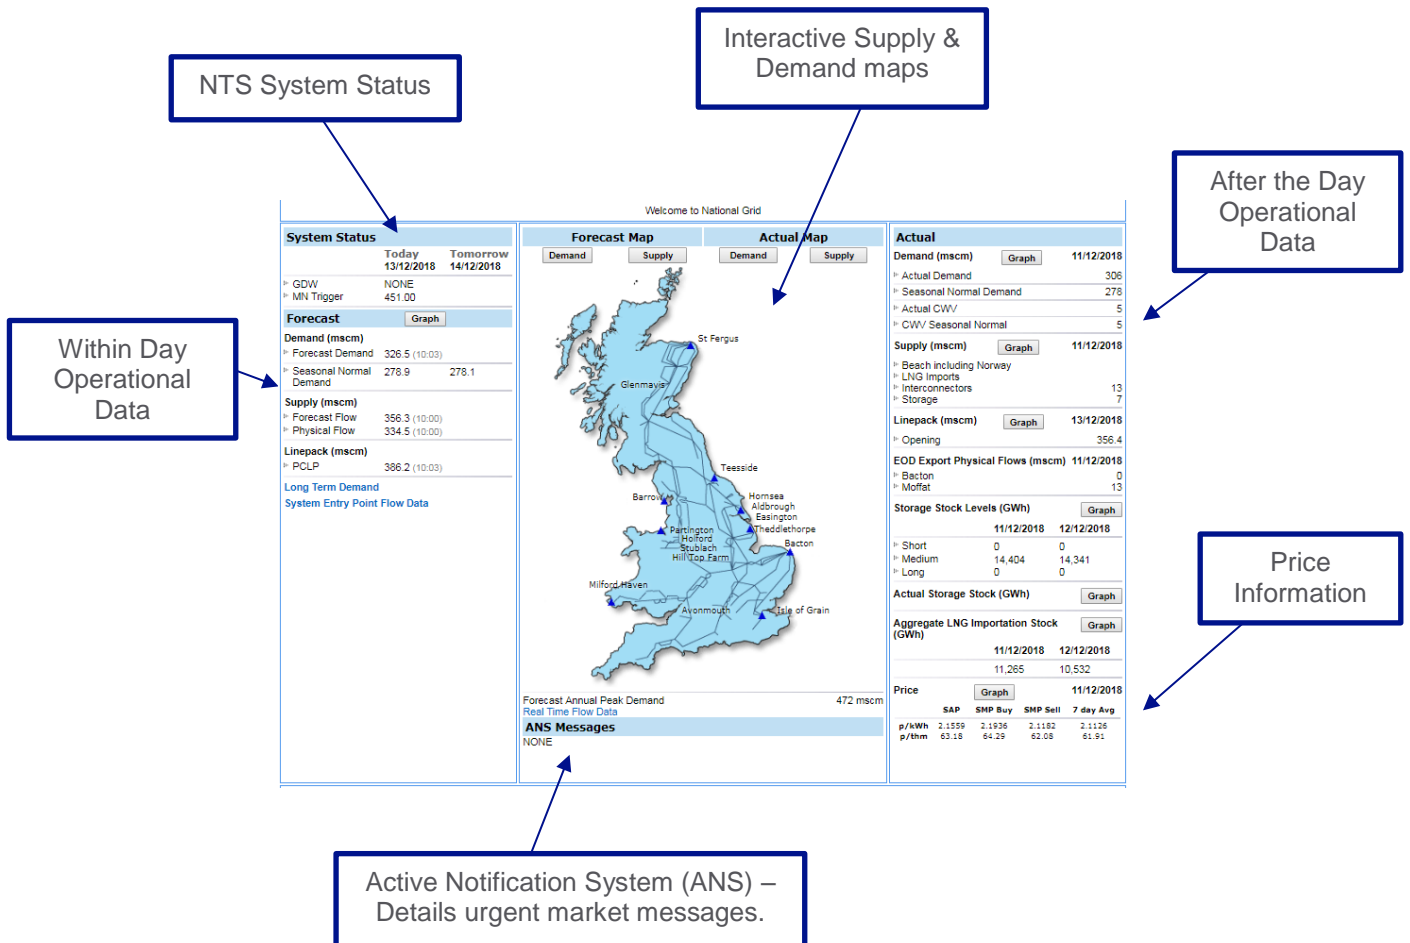 Interactive Supply &
Demand maps
NTS System Status
After the Day
Operational
Data
Within Day
Operational
Data
Price
Information
Active Notification System (ANS) –
Details urgent market messages.
Welcome to National Grid
System Status
Today Tomorrow
13/12/2018 14/12/2018
GDW NONE
MN Trigger 451.00
Forecast Graph
Demand (mscm)
Forecast Demand 326.5 (10:03)
Seasonal Normal 278.9 278.1
Demand
Supply (mscm)
Forecast Flow 356.3 (10:00)
Physical Flow 334.5 (10:00)
Linepack (mscm)
PCLP 386.2 (10:03)
Long Term Demand
System Entry Point Flow Data
Forecast Map Actual Map
Demand Supply Demand Supply
St Fergus
Glenmavis
Teesside
Barrow
Hornsea
Aldbrough
Easington
Theddlethorpe
Partington
Holford
Stublach
Hill Top Farm
Bacton
Milford Haven
Avonmouth
Isle of Grain
Forecast Annual Peak Demand 472 mscm
Real Time Flow Data
ANS Messages
NONE
Actual
Demand (mscm) Graph 11/12/2018
Actual Demand 306
Seasonal Normal Demand 278
Actual CWV 5
CWV Seasonal Normal 5
Supply (mscm) Graph 11/12/2018
Beach including Norway
LNG Imports
Interconnectors 13
Storage 7
Linepack (mscm) Graph 13/12/2018
Opening 356.4
EOD Export Physical Flows (mscm) 11/12/2018
Bacton 0
Moffat 13
Storage Stock Levels (GWh) Graph
11/12/2018 12/12/2018
Short 0 0
Medium 14,404 14,341
Long 0 0
Actual Storage Stock (GWh) Graph
Aggregate LNG Importation Stock Graph
(GWh)
11/12/2018 12/12/2018
11,265 10,532
Price Graph 11/12/2018
SAP SMP Buy SMP Sell 7 day Avg
p/kWh 2.1559 2.1936 2.1182 2.1126
p/thm 63.18 64.29 62.08 61.91